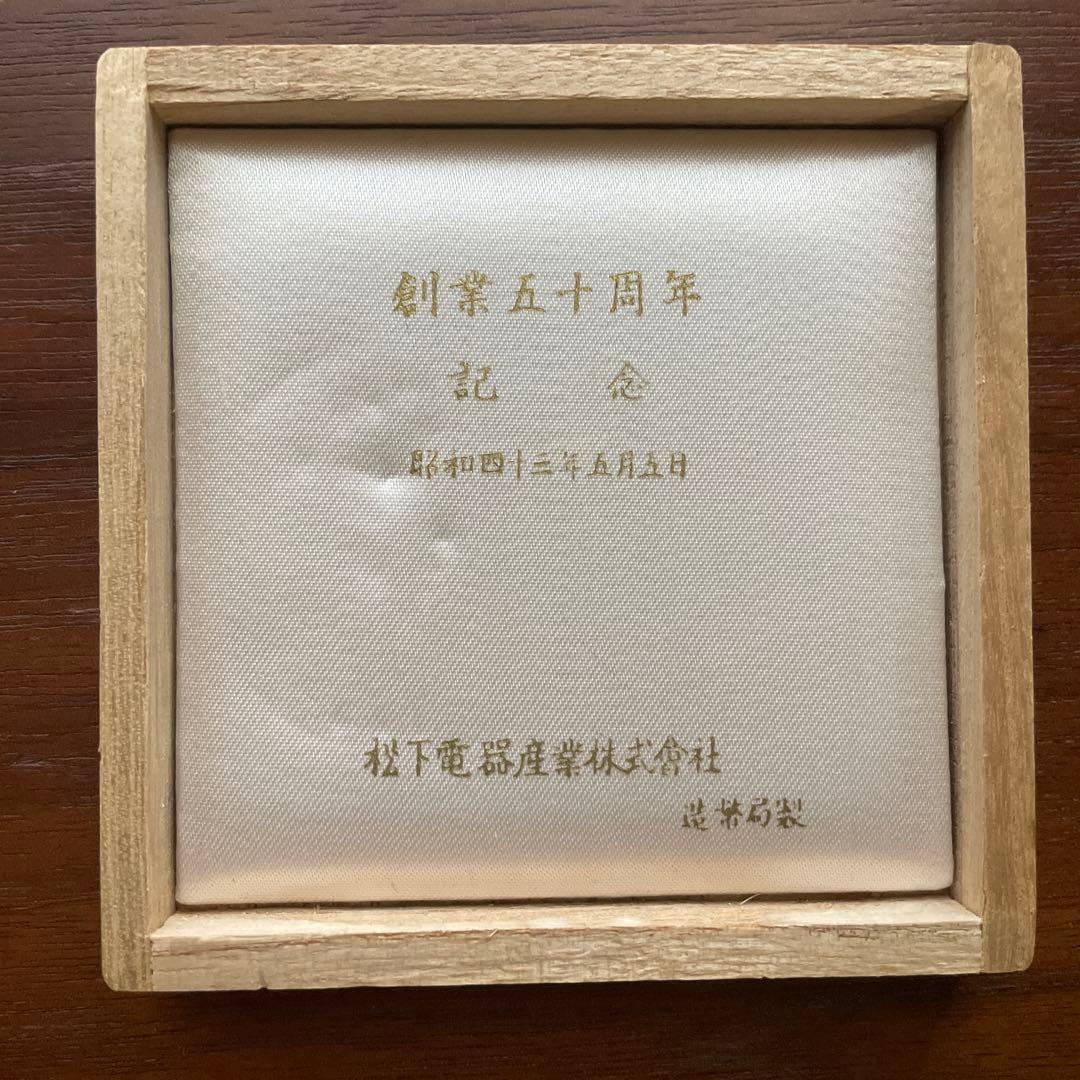 創業五十周年
記念
昭和四十三年五月五日
松下電器産業株式會社
造幣局製